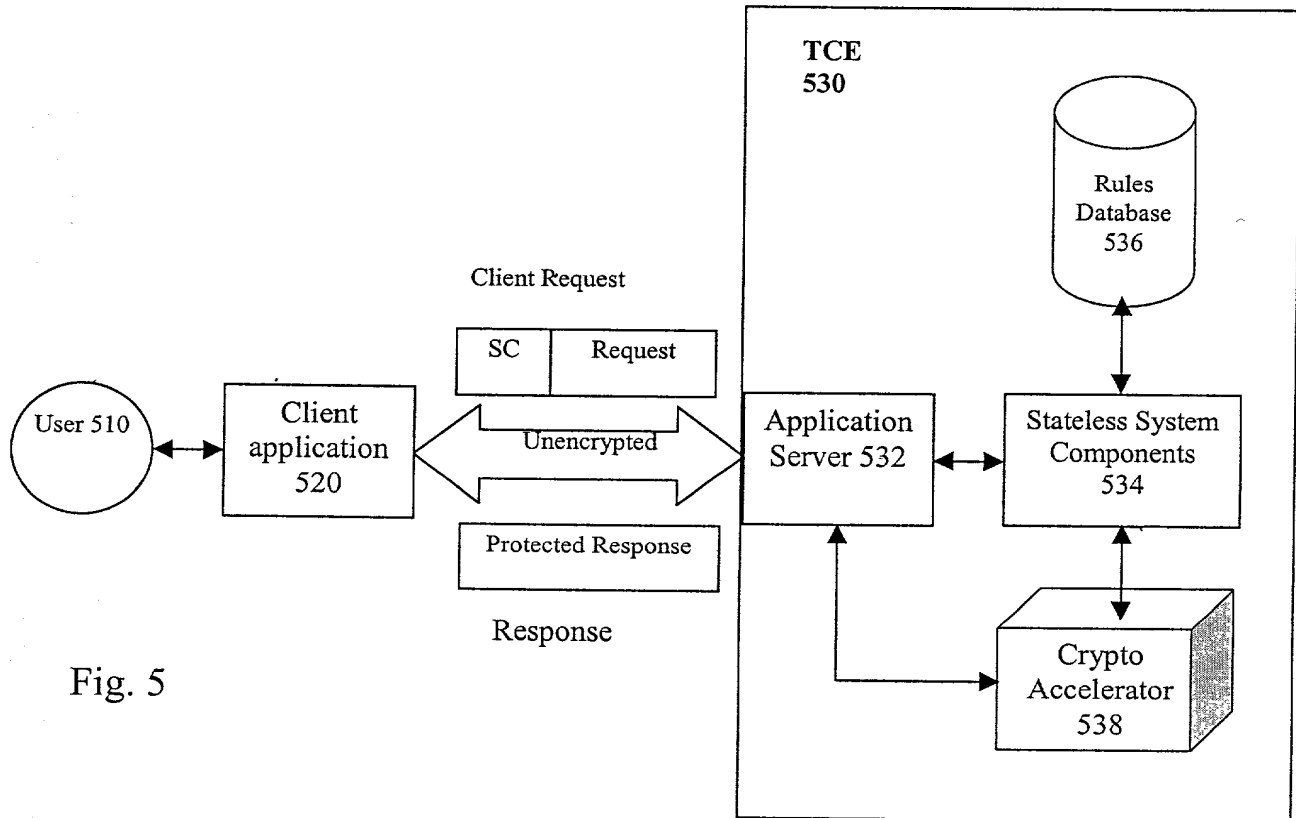 TCE
530
Rules
Database
536
Client Request
SC
Request
User 510
Client
application
520
Unencrypted
Application
Server 532
Stateless System
Components
534
Protected Response
Response
Crypto
Accelerator
538
Fig. 5